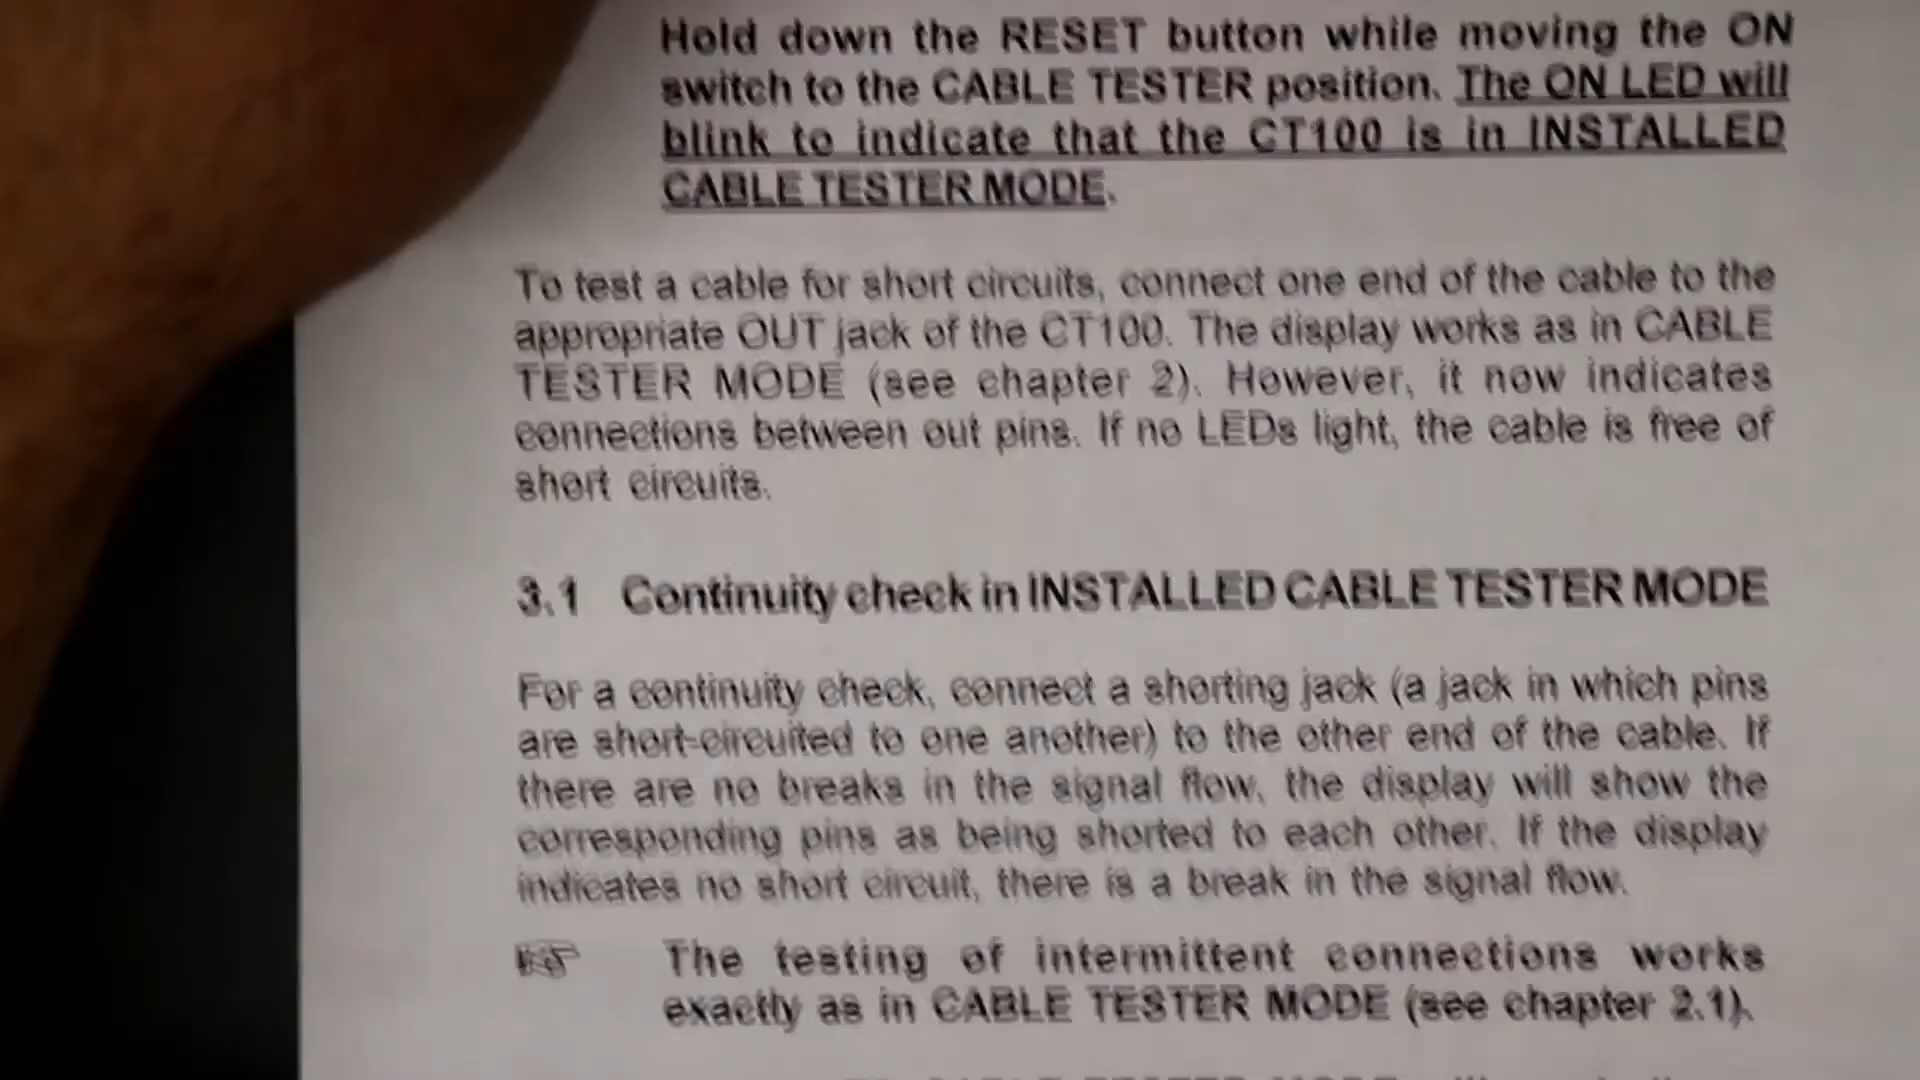 Hold down the RESET button while moving the ON
switch to the CABLE TESTER position. The ON LED will
blink to indicate that the CT100 is in INSTALLED
CABLE TESTER MODE.
To test a cable for short circuits, connect one end of the cable to the
appropriate OUT jack of the CT100. The display works as in CABLE
TESTER MODE (see chapter 2). However, it now indicates
connections between out pins. If no LEDs light, the cable is free of
short circuits.
3.1 Continuity check in INSTALLED CABLE TESTER MODE
For a continuity check, connect a shorting jack (a jack in which pins
are short-circuited to one another) to the other end of the cable. If
there are no breaks in the signal flow, the display will show the
corresponding pins as being shorted to each other. If the display
indicates no short circuit, there is a break in the signal flow.
☞ The testing of intermittent connections works
exactly as in CABLE TESTER MODE (see chapter 2.1).